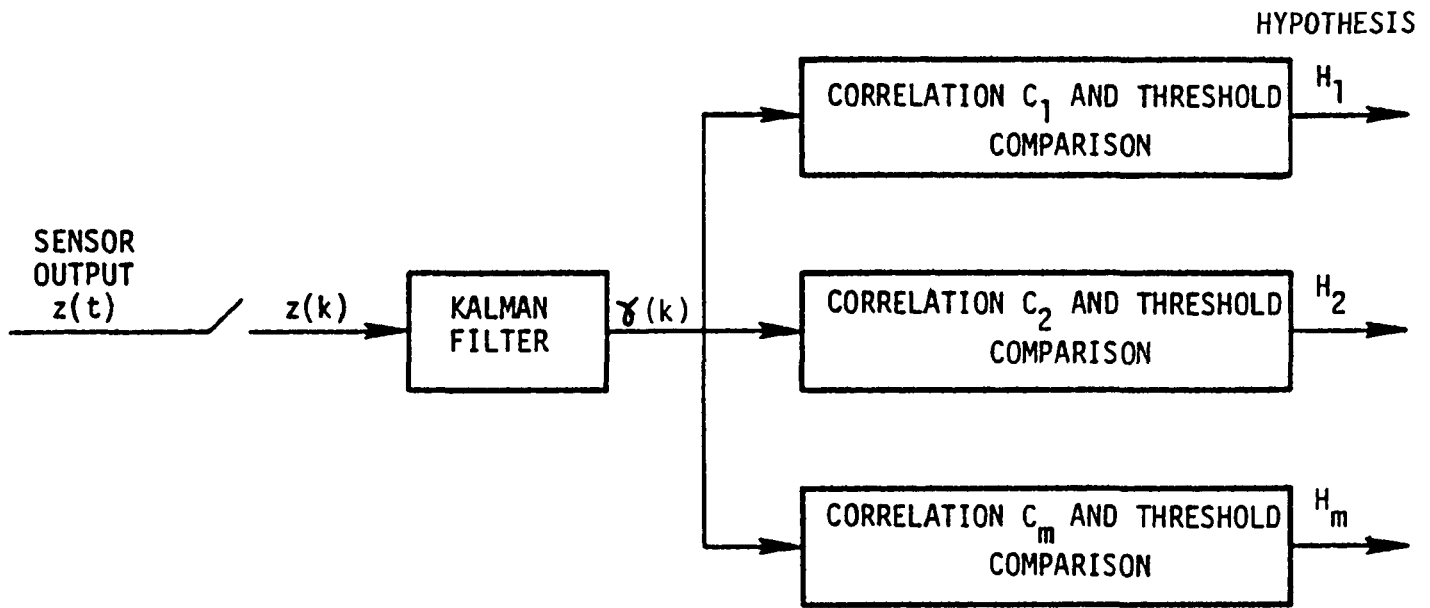 HYPOTHESIS
CORRELATION C₁ AND THRESHOLD
COMPARISON
H₁
SENSOR
OUTPUT
z(t)
z(k)
KALMAN
FILTER
γ(k)
CORRELATION C₂ AND THRESHOLD
COMPARISON
H₂
CORRELATION Cₘ AND THRESHOLD
COMPARISON
Hₘ